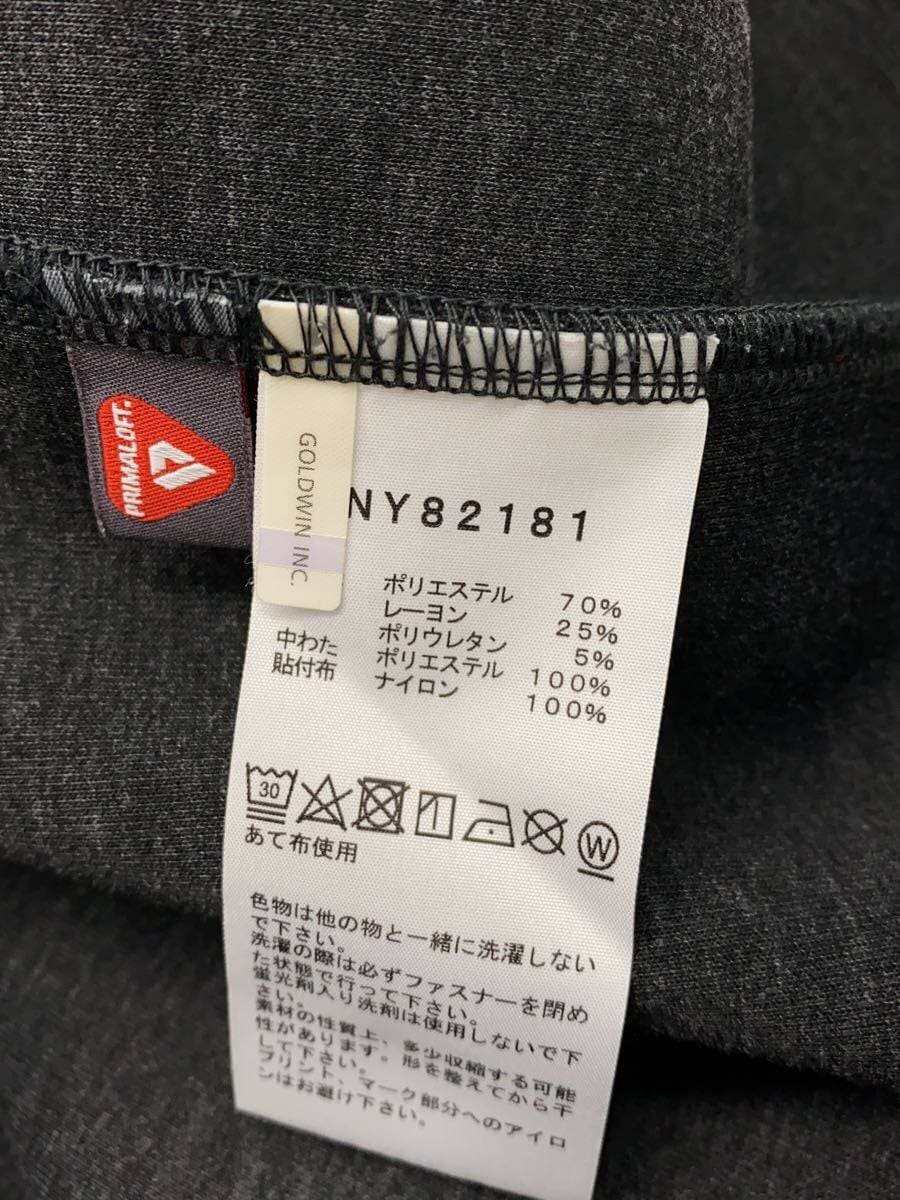 PRIMALOFT.
GOLDWIN INC.
NY82181
ポリエステル 70%
レーヨン 25%
ポリウレタン 5%
中わた ポリエステル 100%
貼付布 ナイロン 100%
30
W
あて布使用
色物は他の物と一緒に洗濯しない
で下さい。
洗濯の際は必ずファスナーを閉め
た状態で行って下さい。
蛍光剤入り洗剤は使用しないで下
さい。
素材の性質上、多少収縮する可能
性があります。形を整えてから干
して下さい。
プリント、マーク部分へのアイロ
ンはお避け下さい。